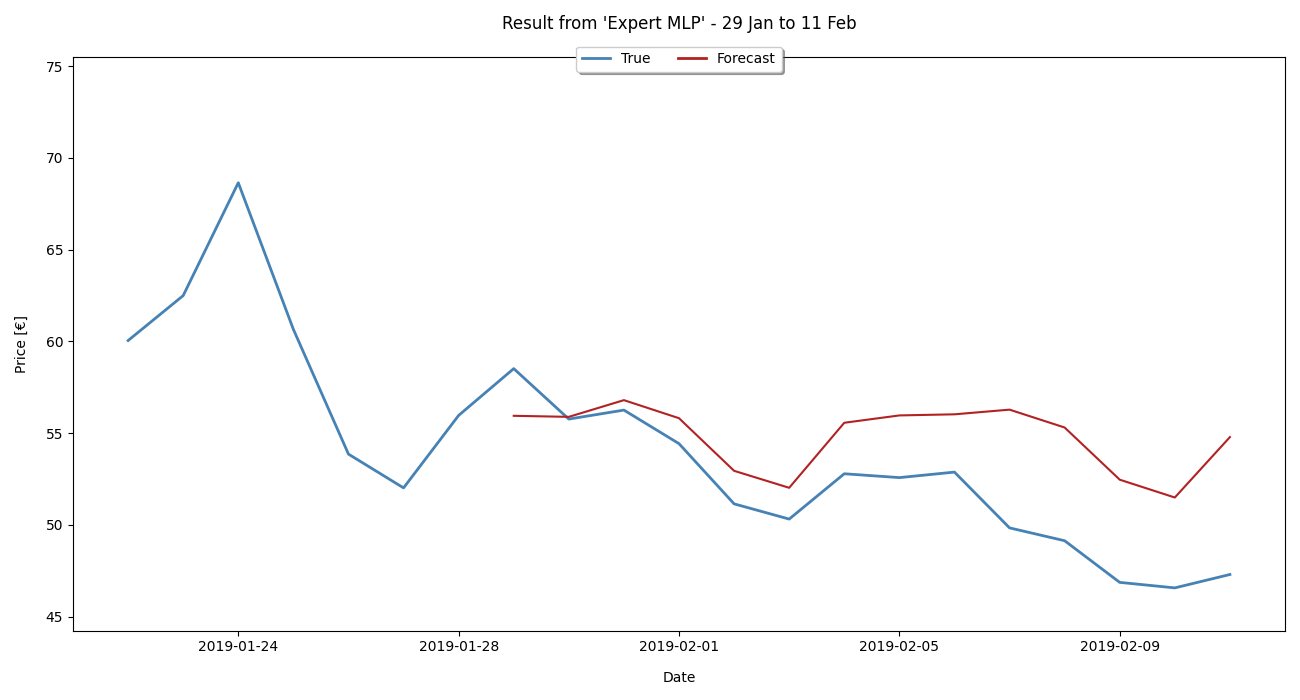 Result from 'Expert MLP' - 29 Jan to 11 Feb
True
Forecast
75
70
65
60
55
50
45
Price [€]
2019-01-24
2019-01-28
2019-02-01
2019-02-05
2019-02-09
Date